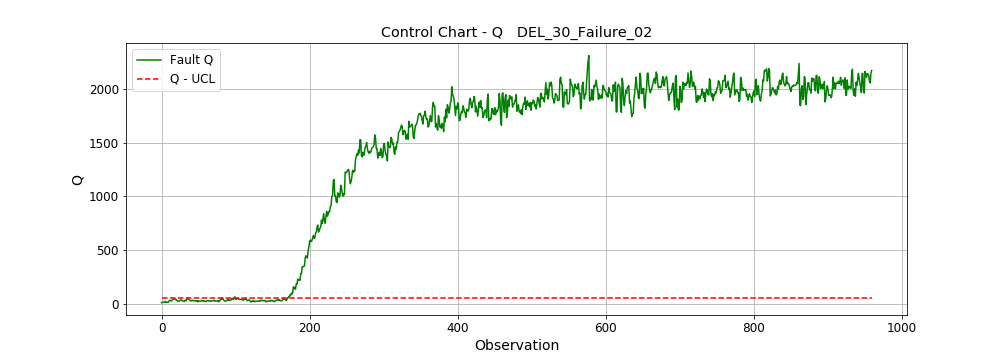 Control Chart - Q   DEL_30_Failure_02
Fault Q
Q - UCL
2000
1500
1000
500
0
Q
0 200 400 600 800 1000
Observation